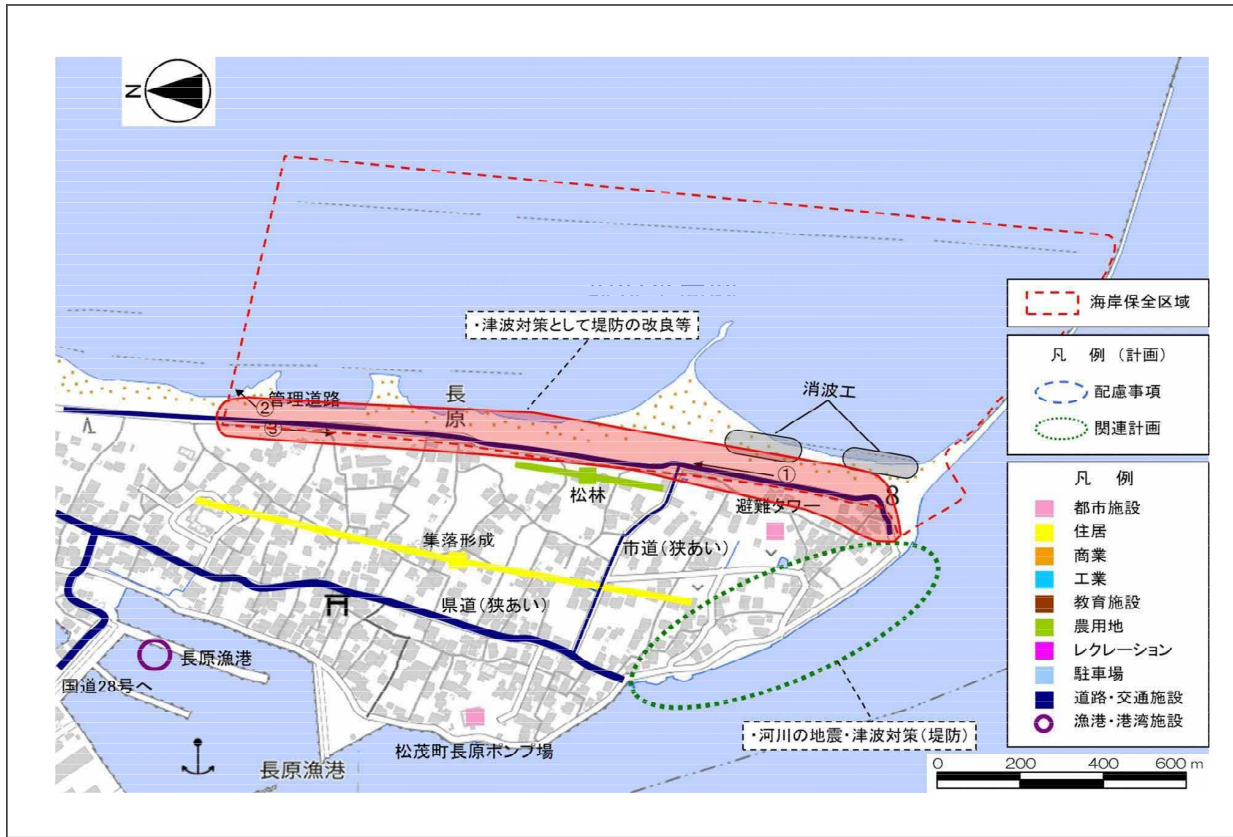 N
・津波対策として堤防の改良等
海岸保全区域
凡 例 (計画)
配慮事項
関連計画
凡 例
都市施設
住居
商業
工業
教育施設
農用地
レクレーション
駐車場
道路・交通施設
漁港・港湾施設
消波工
②
管理道路
長原
③
①
松林
避難タワー
8
集落形成
市道(狭あい)
県道(狭あい)
長原漁港
国道28号へ
・河川の地震・津波対策(堤防)
松茂町長原ポンプ場
長原漁港
0 200 400 600 m